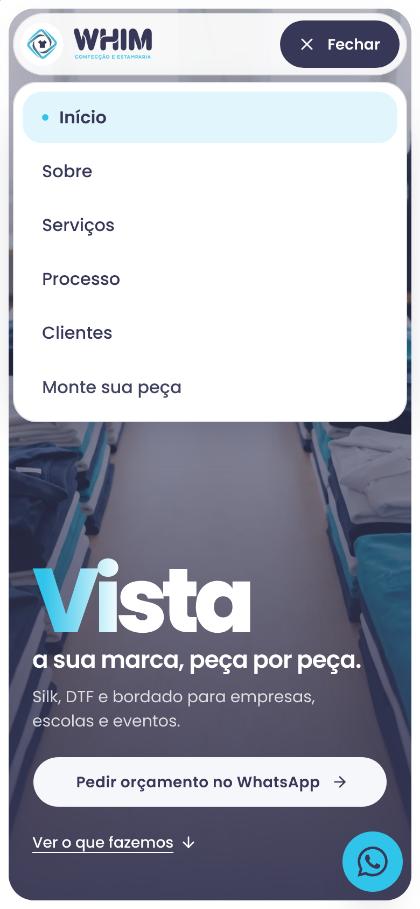 WHIM
CONFECÇÃO E ESTAMPARIA
Fechar
Início
Sobre
Serviços
Processo
Clientes
Monte sua peça
Vista
a sua marca, peça por peça.
Silk, DTF e bordado para empresas,
escolas e eventos.
Pedir orçamento no WhatsApp
Ver o que fazemos